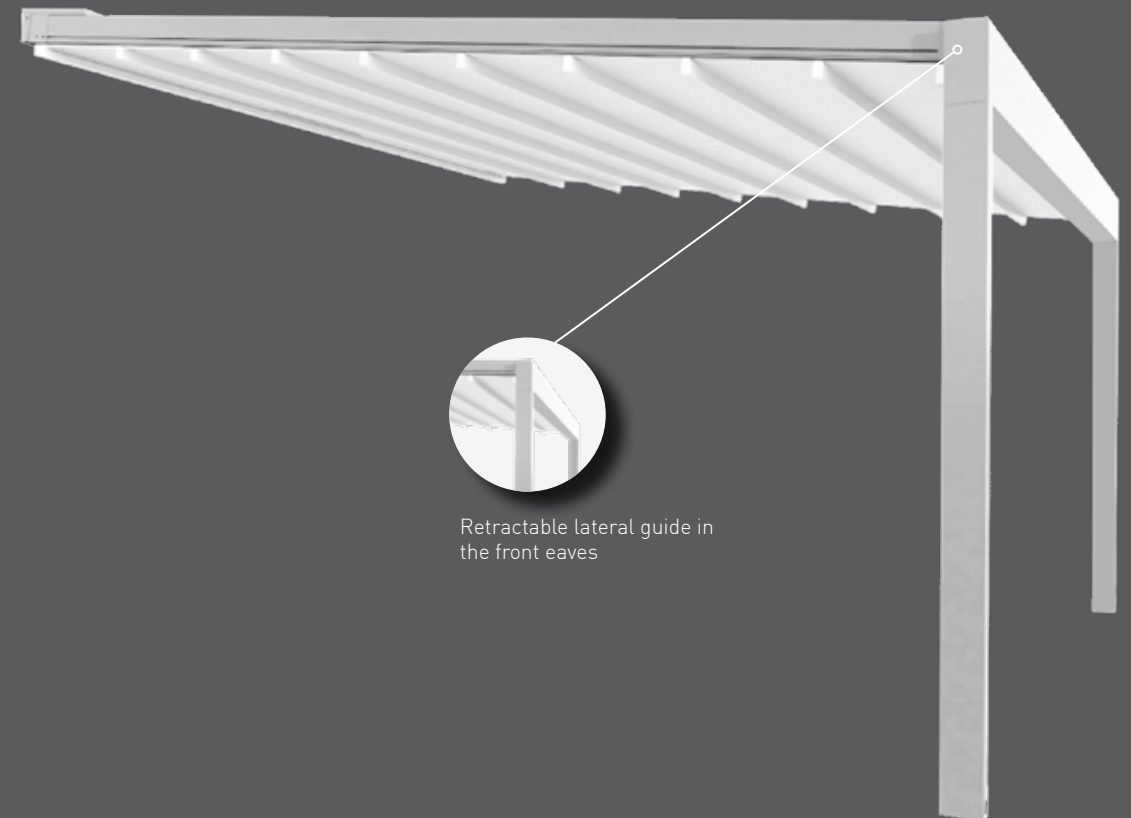 Retractable lateral guide in
the front eaves